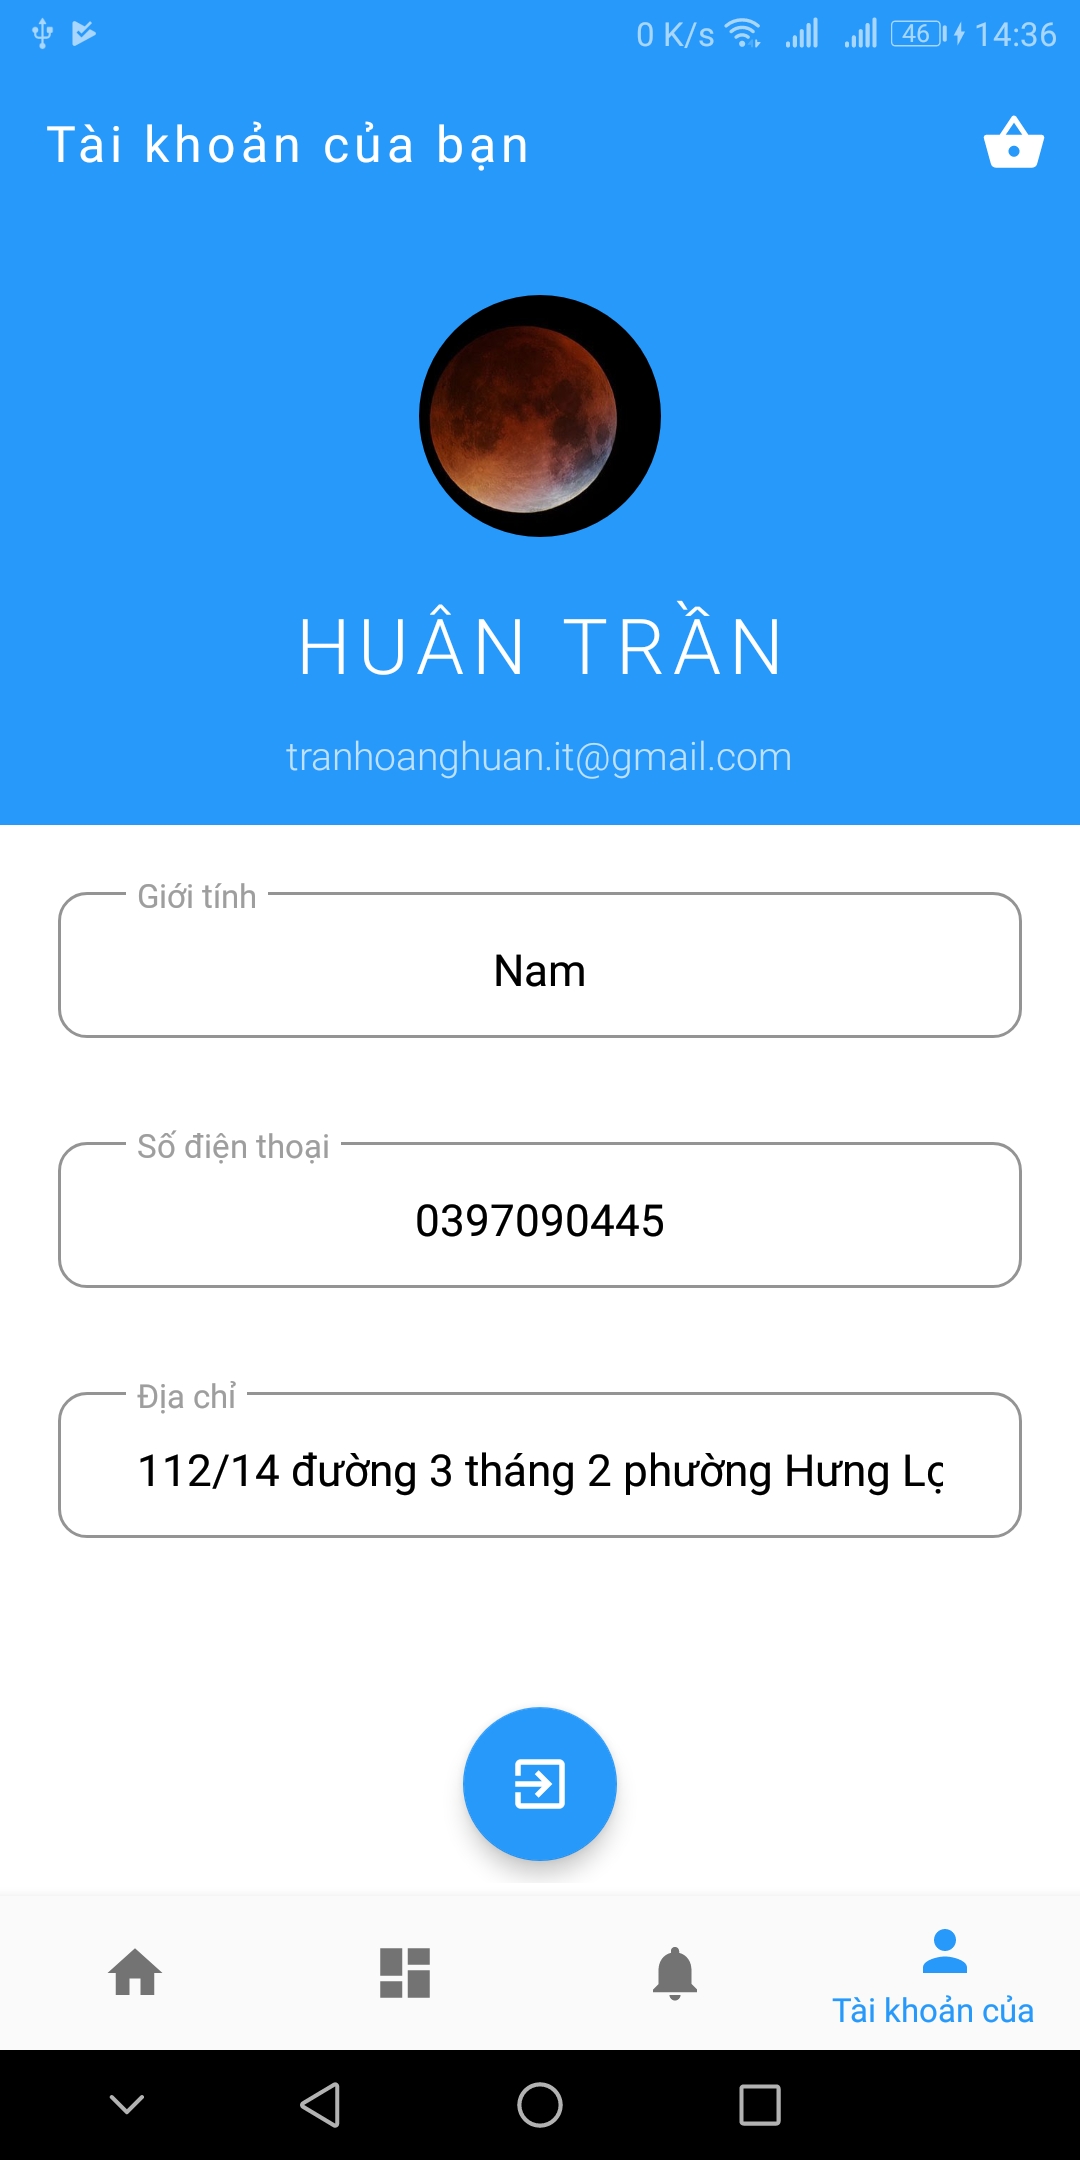 0 K/s 46 14:36
Tài khoản của bạn
HUÂN TRẦN
tranhoanghuan.it@gmail.com
Giới tính
Nam
Số điện thoại
0397090445
Địa chỉ
112/14 đường 3 tháng 2 phường Hưng
Tài khoản của